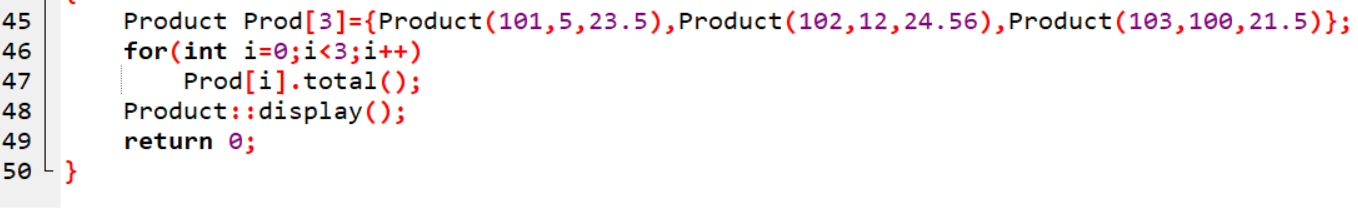 45 Product Prod[3]={Product(101,5,23.5),Product(102,12,24.56),Product(103,100,21.5)};
46 for(int i=0;i<3;i++)
47 Prod[i].total();
48 Product::display();
49 return 0;
50 }